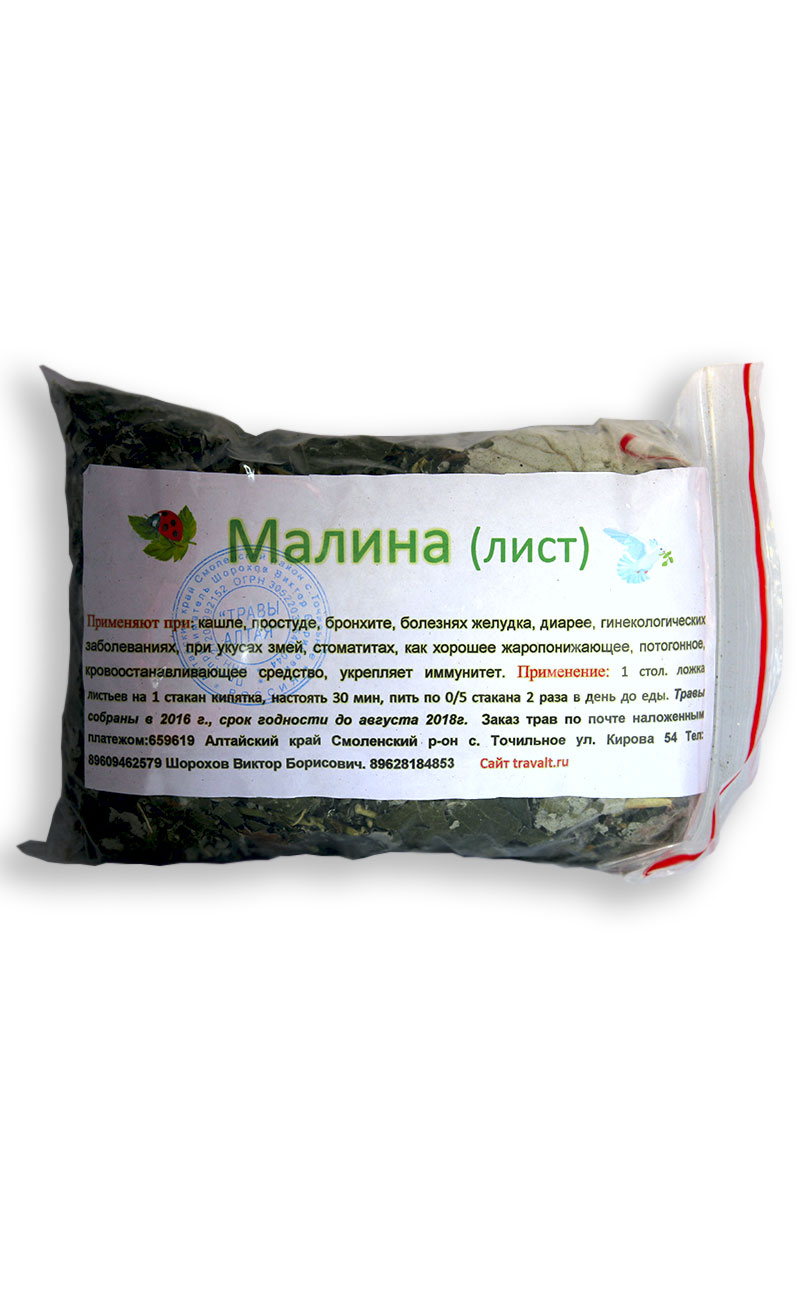 Малина (лист)
Применяют при: кашле, простуде, бронхите, болезнях желудка, диарее, гинекологических
заболеваниях, при укусах змей, стоматитах, как хорошее жаропонижающее, потогонное,
кровоостанавливающее средство, укрепляет иммунитет. Применение: 1 стол. ложка
листьев на 1 стакан кипятка, настоять 30 мин, пить по 0/5 стакана 2 раза в день до еды. Травы
собраны в 2016 г., срок годности до августа 2018г. Заказ трав по почте наложенным
платежом:659619 Алтайский край Смоленский р-он с. Точильное ул. Кирова 54 Тел:
89609462579 Шорохов Виктор Борисович. 89628184853 Сайт travalt.ru
"ТРАВЫ
АЛТАЯ"